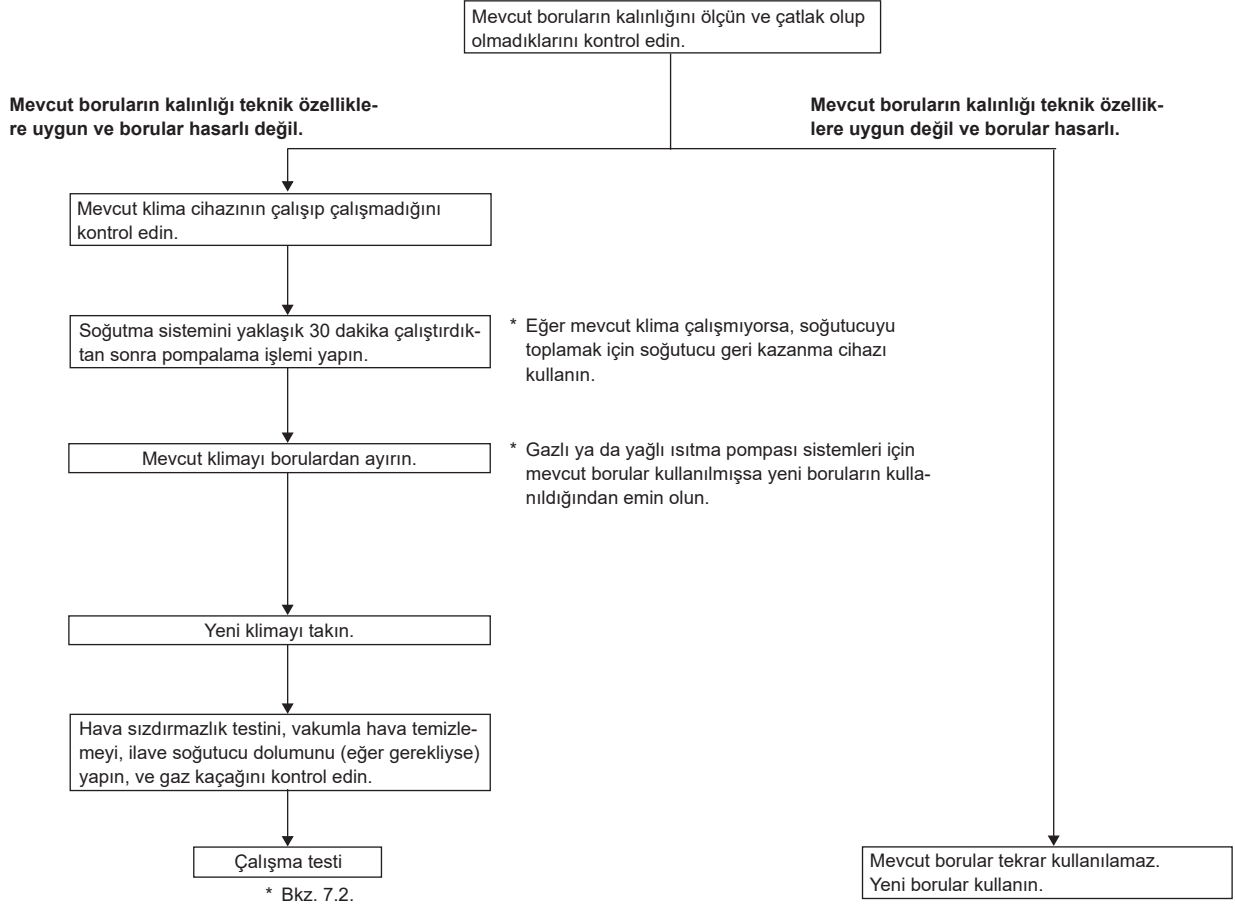 Mevcut boruların kalınlığını ölçün ve çatlak olup
olmadıklarını kontrol edin.
Mevcut boruların kalınlığı teknik özellikle-
re uygun ve borular hasarlı değil.
Mevcut boruların kalınlığı teknik özellik-
lere uygun değil ve borular hasarlı.
Mevcut klima cihazının çalışıp çalışmadığını
kontrol edin.
Soğutma sistemini yaklaşık 30 dakika çalıştırdık-
tan sonra pompalama işlemi yapın.
* Eğer mevcut klima çalışmıyorsa, soğutucuyu
toplamak için soğutucu geri kazanma cihazı
kullanın.
Mevcut klimayı borulardan ayırın.
* Gazlı ya da yağlı ısıtma pompası sistemleri için
mevcut borular kullanılmışsa yeni boruların kulla-
nıldığından emin olun.
Yeni klimayı takın.
Hava sızdırmazlık testini, vakumla hava temizle-
meyi, ilave soğutucu dolumunu (eğer gerekliyse)
yapın, ve gaz kaçağını kontrol edin.
Çalışma testi
* Bkz. 7.2.
Mevcut borular tekrar kullanılamaz.
Yeni borular kullanın.